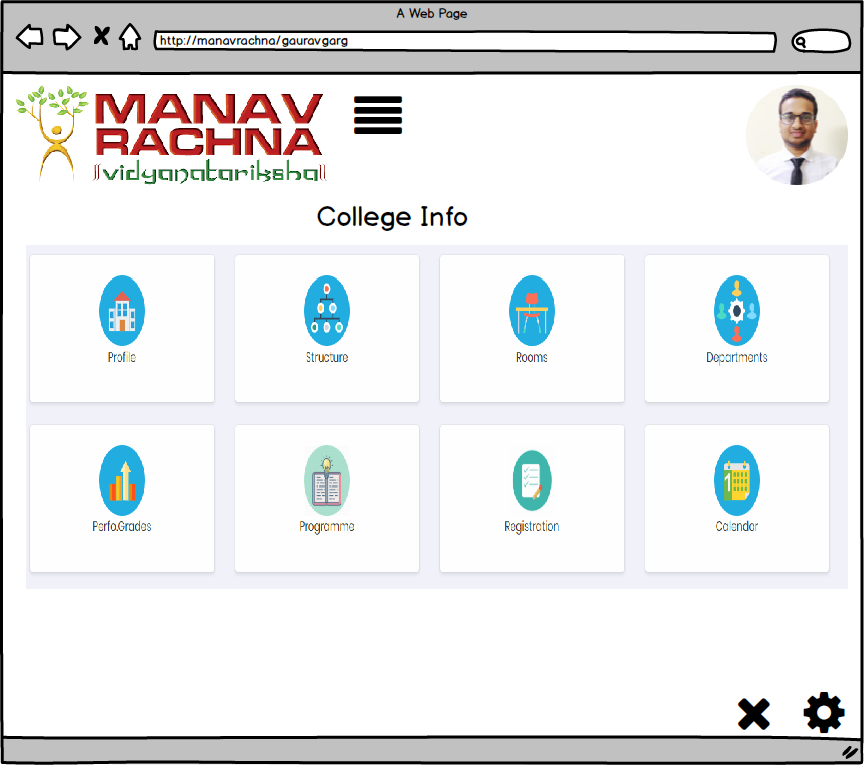 A Web Page
http://manavrachna/gauravgarg
MANAV
RACHNA
vidyanatariksha
College Info
Profile
Structure
Rooms
Departments
Perfo.Grades
Programme
Registration
Calendar